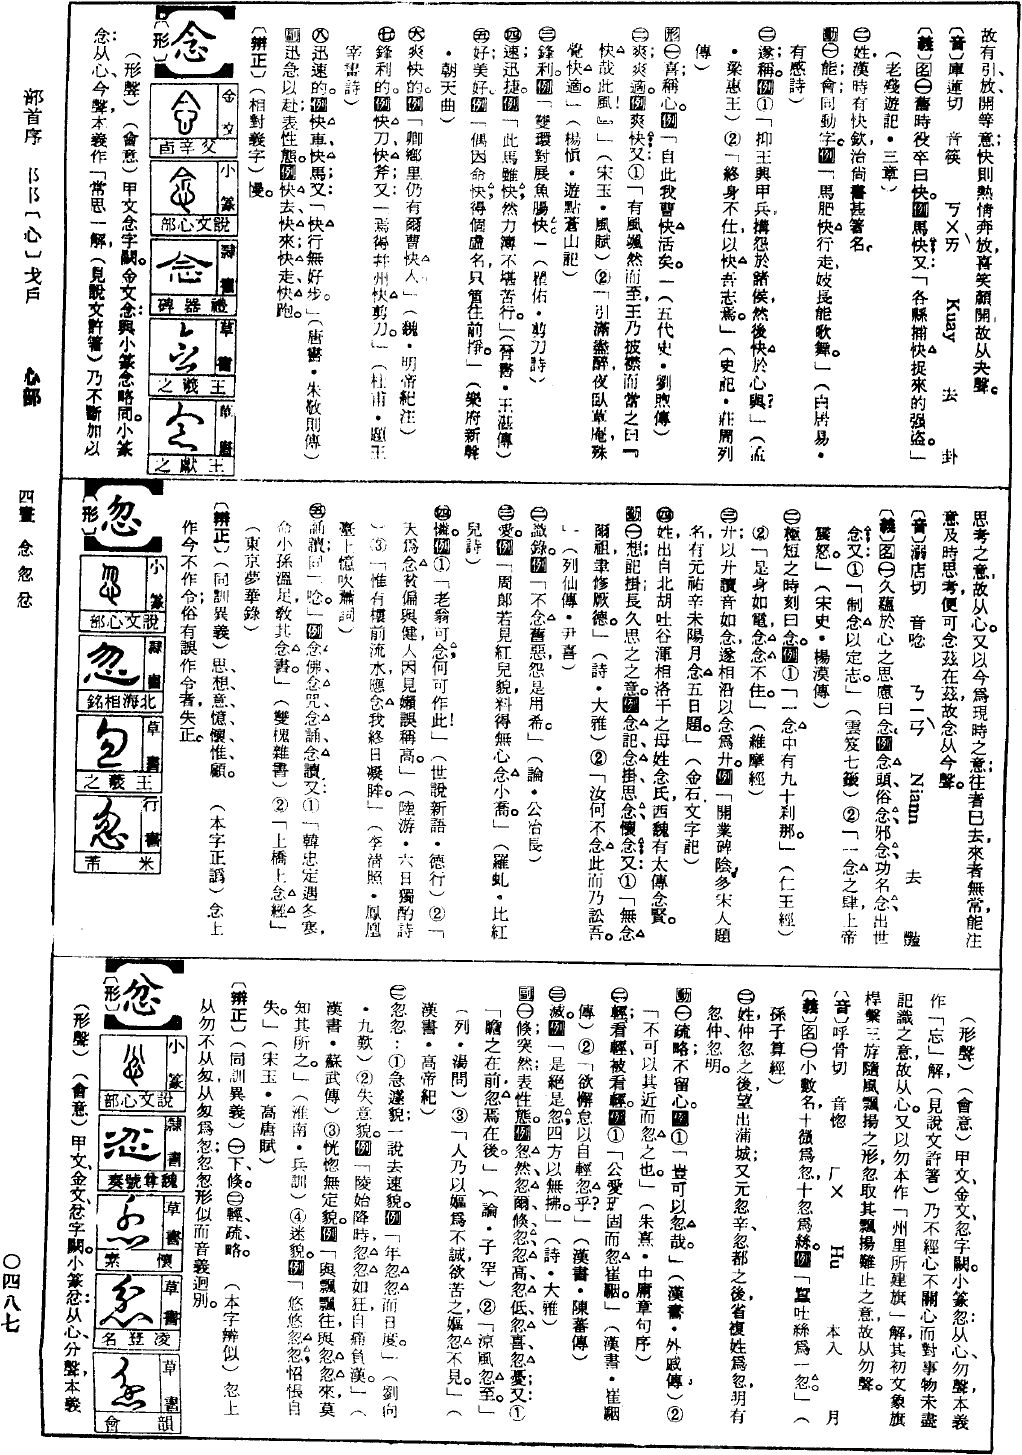 故有引、放、開等意；快則熱情奔放，喜笑顏開，故从夬聲。
〔音〕庫蓮切　音筷　ㄎㄨㄞ　Kuay　去　卦
〔義〕名㊀舊時役卒曰快。例馬快；又「各縣捕快捉來的强盜。」
（老殘遊記・三章）
㊁姓，漢時有快欽，治尚書甚著名。
動㊀能；會；同動字。例「馬肥快行走，妓長能歌舞。」（白居易・
有感詩）
㊁遂；稱。例①「抑王興甲兵，搆怨於諸侯，然後快於心與？」（孟
・梁惠王）②「終身不仕，以快吾志焉。」（史記・莊周列
傳）
形㊀喜；稱心。例「自此我曹快活矣。」（五代史・劉煦傳）
㊁爽適。例爽快；又：①「有風颯然而至，王乃披襟而當之曰：『
快哉此風！』」（宋玉・風賦）②「引滿盡醉，夜臥草庵，殊
覺快適。」（楊愼・遊點蒼山記）
㊂鋒利。例「雙環對展魚腸快。」（瞿佑・剪刀詩）
㊃速；迅捷。例「此馬雖快，然力薄不堪苦行。」（晉書・王湛傳）
㊄好；美好。例「偶因命快，得個虛名，只管往前掙。」（樂府新聲
・朝天曲）
㊅爽快的。例「卿鄉里仍有爾曹快人。」（魏・明帝紀注）
㊆鋒利的。例快刀；快斧；又：「焉得幷州快剪刀。」（杜甫・題王
宰畫詩）
㊇迅速的。例快車；快馬；又：「快行無好步。」（唐書・朱敬則傳）
副迅急以赴；表性態。例快去；快來；快走；快跑。
〔辨正〕（相對義字）慢。
念
〔形〕
金文
父辛卣
小篆
說文心部
隸書
禮器碑
草書
王羲之
草書
王獻之
（形聲）（會意）甲文念字闕。金文念與小篆念略同。小篆
念：从心、今聲，本義作「常思」解，（見說文許箸）乃不斷加以
思考之意，故从心。又以今爲現時之意；往者已去，來者無常，能注
意及時思考，便可念茲在茲，故念从今聲。
〔音〕溺店切　音唸　ㄋㄧㄢ　Niann　去　豔
〔義〕名㊀久蘊於心之思慮曰念。例念頭、俗念、邪念、功名念、出世
念；又：①「制念以定志。」（雲笈七籤）②「一念之肆，上帝
震怒。」（宋史・楊漢傳）
㊁極短之時刻曰念。例①「一念中有九十刹那。」（仁王經）
②「是身如電，念念不住。」（維摩經）
㊂廾；以廾讀音如念，遂相沿以念爲廾。例「開業碑陰，多宋人題
名，有元祐辛未陽月念五日題。」（金石文字記）
㊃姓，出自北胡吐谷渾，相洛干之母姓念氏；西魏有太傅念賢。
動㊀想；記掛；長久思之之意。例念記、念掛、思念、懷念；又：①「無念
爾祖，聿修厥德。」（詩・大雅）②「汝何不念此而乃訟吾。
」（列仙傳・尹喜）
㊁識；錄。例「不念舊惡，怨是用希。」（論・公冶長）
㊂愛。例「周郎若見紅兒貌，料得無心念小喬。」（羅虬・比紅
兒詩）
㊃憐。例①「老翁可念，何可作此！」（世說新語・德行）②「
天爲念貧偏與健，人因見嬾誤稱高。」（陸游・六日獨酌詩
）③「惟有樓前流水，應念我終日凝眸。」（李清照・鳳凰
臺上憶吹簫詞）
㊄誦讀；同「唸」。例念佛、念咒、念誦、念讀；又：①「韓忠定遇冬寒，
命小孫溫足，敎其念書。」（雙槐雜書）②「上橋上念經。」
（東京夢華錄）
〔辨正〕（同訓異義）思、想、意、憶、懷、惟、顧。（本字正譌）念上
作今，不作令，俗有誤作令者，失正。
忽
〔形〕
小篆
說文心部
隸書
北海相銘
草書
王羲之
行書
米芾
（形聲）（會意）甲文、金文忽字闕。小篆忽：从心、勿聲，本義
作「忘」解，（見說文許箸）乃不經心不關心而對事物未盡
記識之意，故从心。又以勿本作「州里所建旗」解，其初文象旗
桿繫三斿隨風飄揚之形；忽取其飄揚難止之意，故从勿聲。
〔音〕呼骨切　音惚　ㄏㄨ　Hu　本入　月
〔義〕名㊀小數名，十微爲忽，十忽爲絲。例「蠶吐絲爲一忽。」（
孫子算經）
㊁姓，仲忽之後，望出蒲城；又元忽辛、忽都之後省複姓爲忽；明有
忽仲、忽明。
動㊀疏略；不留心。例①「豈可以忽哉。」（漢書・外戚傳）②
「不可以其近而忽之也。」（朱熹・中庸章句序）
㊁輕看；輕；被看輕。例①「公愛矿，固而忽崔駰。」（漢書・崔駰
傳）②「欲懈怠以自輕忽乎？」（漢書・陳蕃傳）
㊂滅。例「是絕是忽，四方以無拂。」（詩・大雅）
副㊀倏；突然；表性態。例忽然、忽爾、倏忽、忽高忽低、忽喜忽憂；又：①
「瞻之在前，忽焉在後。」（論・子罕）②「涼風忽至。」
（列・湯問）③「人乃以嫗爲不誠，欲苦之，嫗忽不見。」（
漢書・高帝紀）
㊁忽忽：①急遽貌；一說去速貌。例「年忽忽而日度。」（劉向
・九歎）②失意貌。例「陵始降時，忽忽如狂，自痛負漢。」（
漢書・蘇武傳）③恍惚無定貌。例「與飄飄往，與忽忽來，莫
知其所之。」（淮南・兵訓）④迷貌。例「悠悠忽忽，怊悵自
失。」（宋玉・高唐賦）
〔辨正〕（同訓異義）㊀下、倏。㊁輕、疏、略。（本字辨似）忽上
从勿，不从匆；从匆爲怱；忽怱形似而音義迥別。
忿
〔形〕
小篆
說文心部
隸書
草書
懷素
草書
凌登名
草書
韻會
（形聲）（會意）甲文、金文忿字闕。小篆忿：从心、分聲，本義
部首序　〔心〕戈戶　心部　四畫　念忽忿　〇四八七